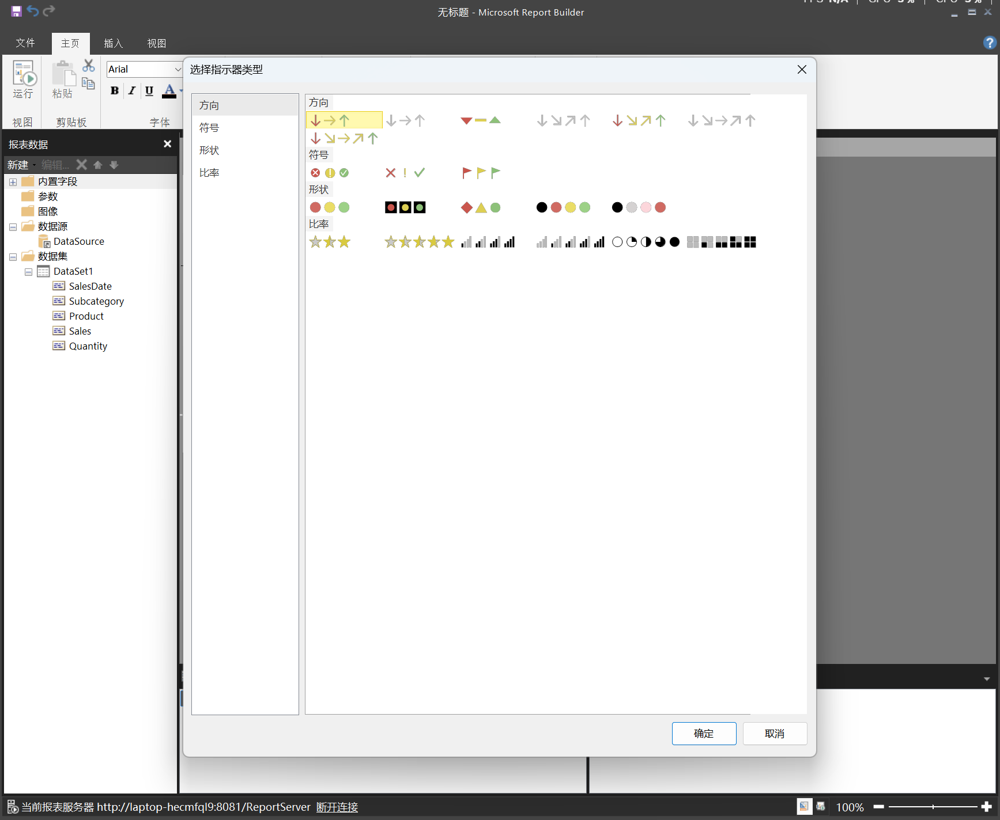 无标题 - Microsoft Report Builder
文件
主页
插入
视图
运行
粘贴
Arial
B I U A
视图
剪贴板
字体
报表数据
新建 编辑...
内置字段
参数
图像
数据源
DataSource
数据集
DataSet1
SalesDate
Subcategory
Product
Sales
Quantity
选择指示器类型
方向
符号
形状
比率
方向
符号
形状
比率
确定
取消
当前报表服务器 http://laptop-hecmfql9:8081/ReportServer 断开连接
100%